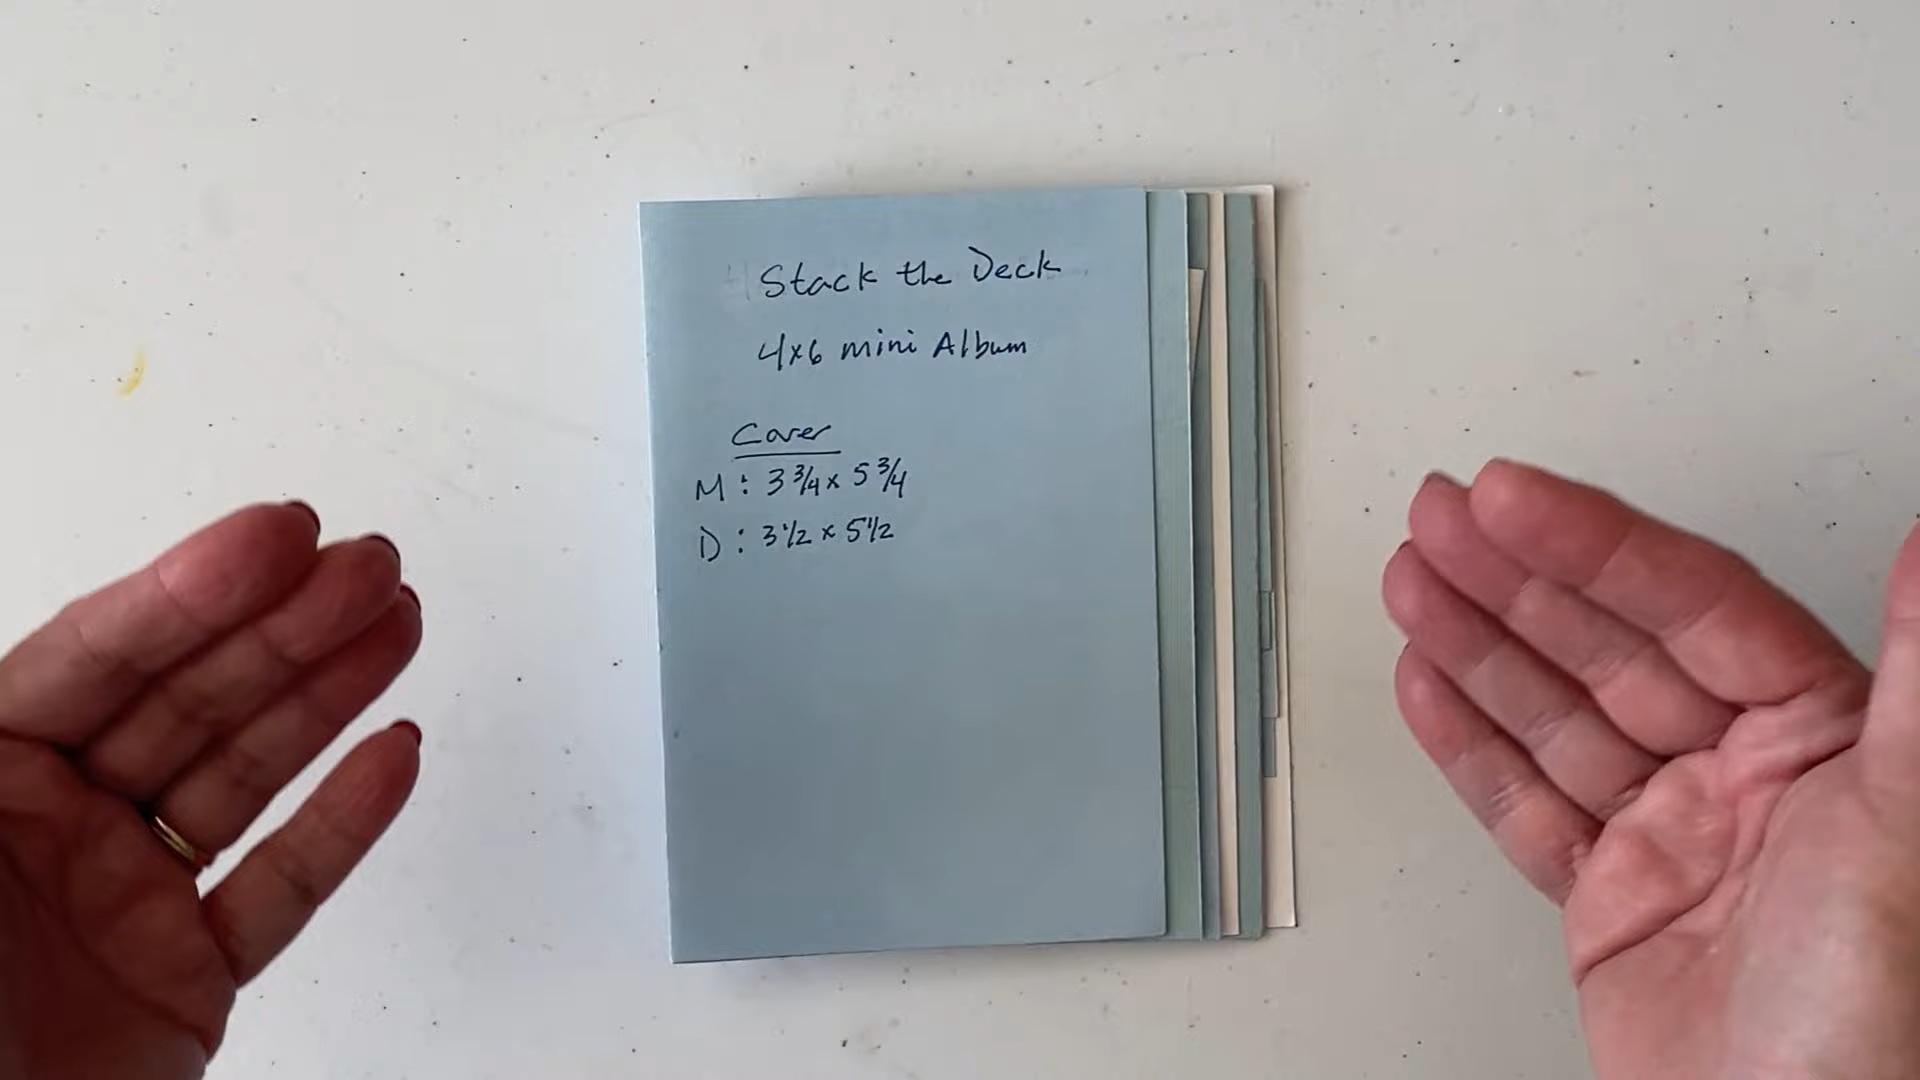 Stack the Deck
4x6 mini Album
Cover
M: 3 3/4 x 5 3/4
D: 3 1/2 x 5 1/2